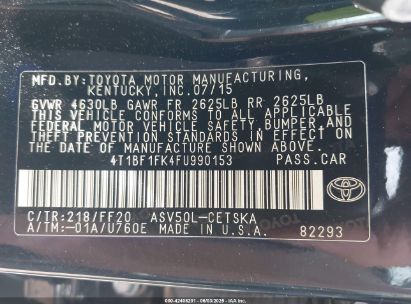 MFD.BY:TOYOTA MOTOR MANUFACTURING,
KENTUCKY, INC.07/15
GVWR 4630LB GAWR FR 2625LB RR 2625LB
THIS VEHICLE CONFORMS TO ALL APPLICABLE
FEDERAL MOTOR VEHICLE SAFETY, BUMPER, AND
THEFT PREVENTION STANDARDS IN EFFECT ON
THE DATE OF MANUFACTURE SHOWN ABOVE.
4T1BF1FK4FU990153 PASS.CAR
TOYOTA
C/TR:218/FF20 ASV50L-CETSKA
A/TM:-01A/U760E MADE IN U.S.A. 82293